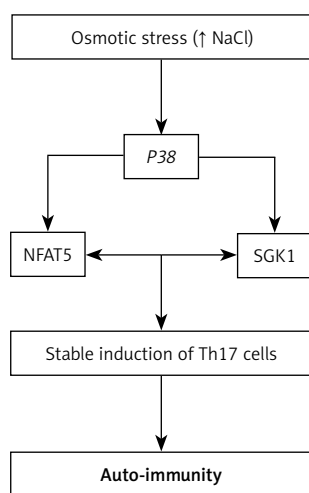 Osmotic stress (↑ NaCl)
P38
NFAT5
SGK1
Stable induction of Th17 cells
Auto-immunity